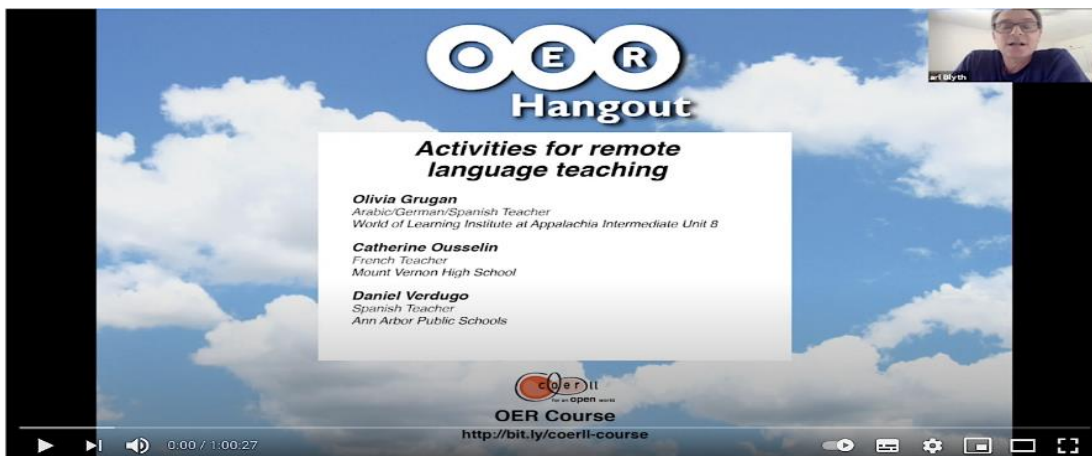 OER
Hangout
Activities for remote
language teaching
Olivia Grugan
Arabic/German/Spanish Teacher
World of Learning Institute at Appalachia Intermediate Unit 8
Catherine Ousselin
French Teacher
Mount Vernon High School
Daniel Verdugo
Spanish Teacher
Ann Arbor Public Schools
arl Blyth
coerll
for an open world
OER Course
http://bit.ly/coerll-course
0:00 / 1:00:27